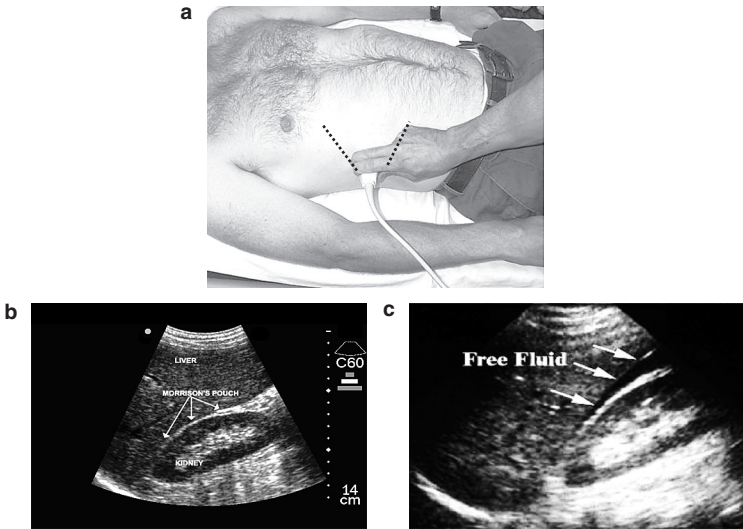 a
b
LIVER
MORRISON'S POUCH
KIDNEY
C60
14
cm
c
Free Fluid